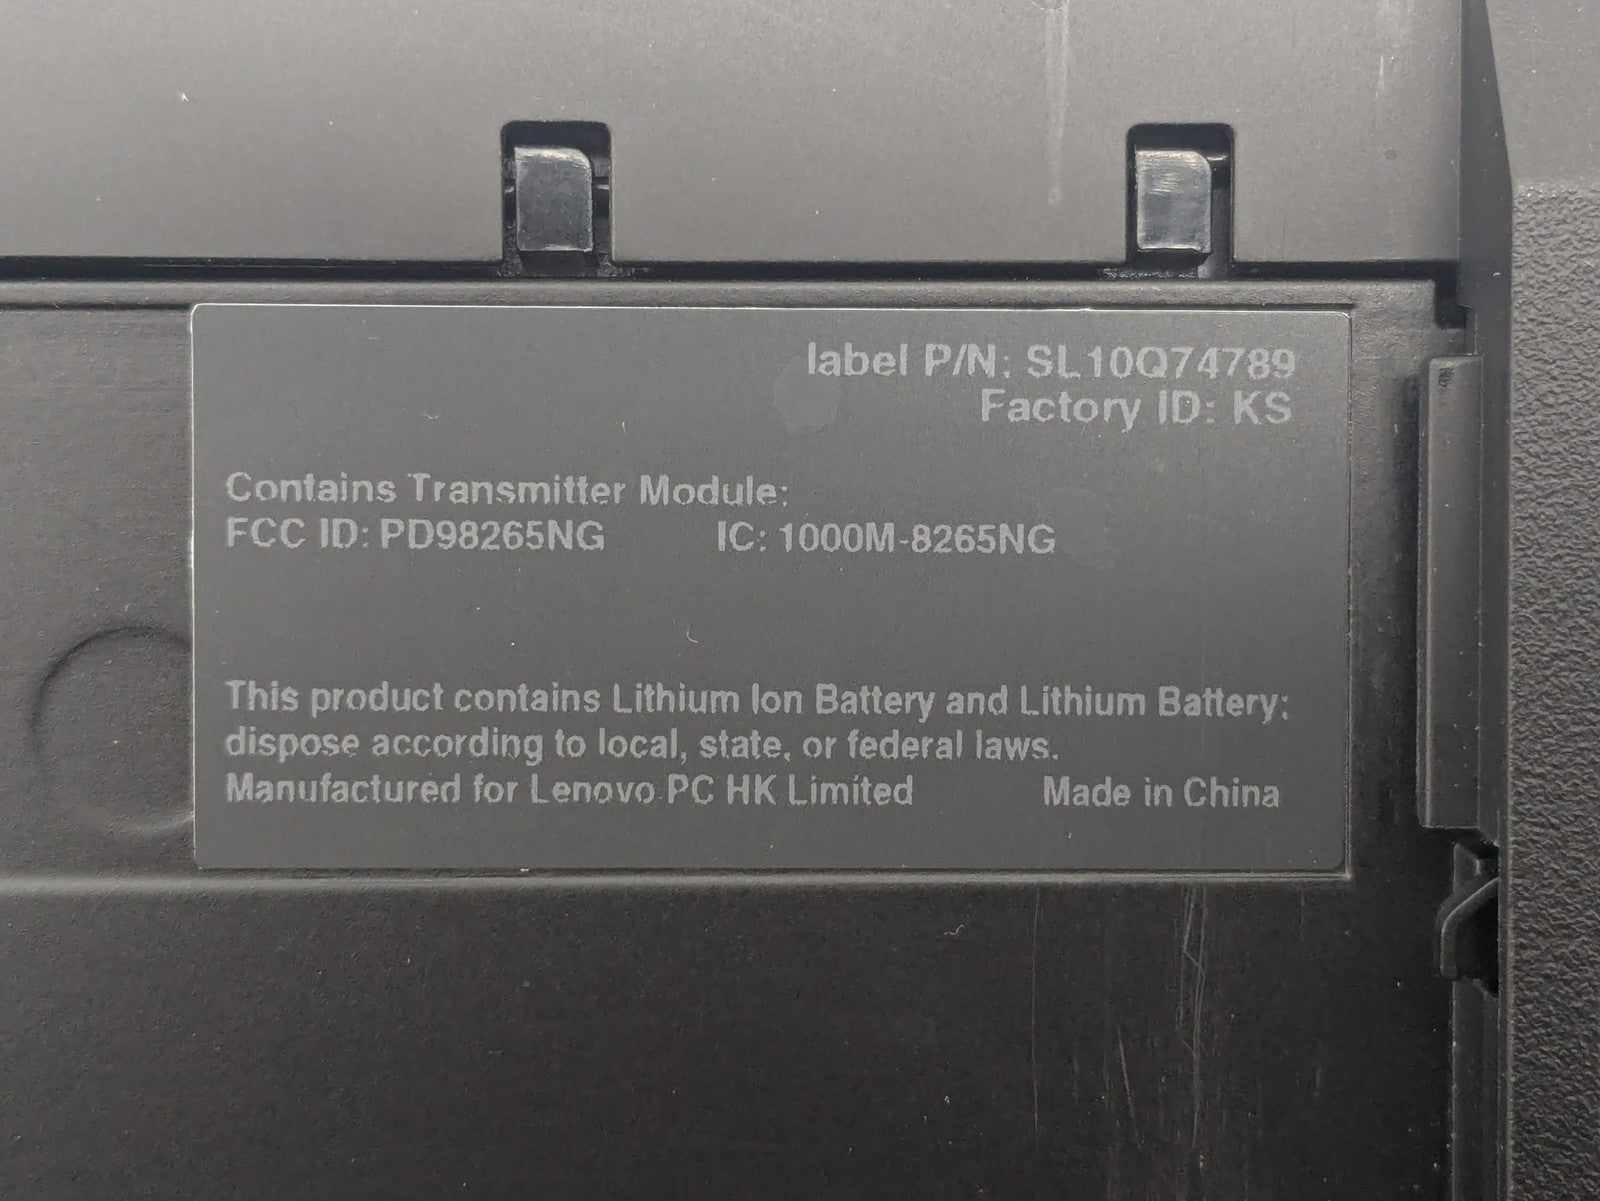 label P/N: SL10Q74789
Factory ID: KS
Contains Transmitter Module:
FCC ID: PD98265NG IC: 1000M-8265NG
This product contains Lithium Ion Battery and Lithium Battery;
dispose according to local, state, or federal laws.
Manufactured for Lenovo PC HK Limited Made in China